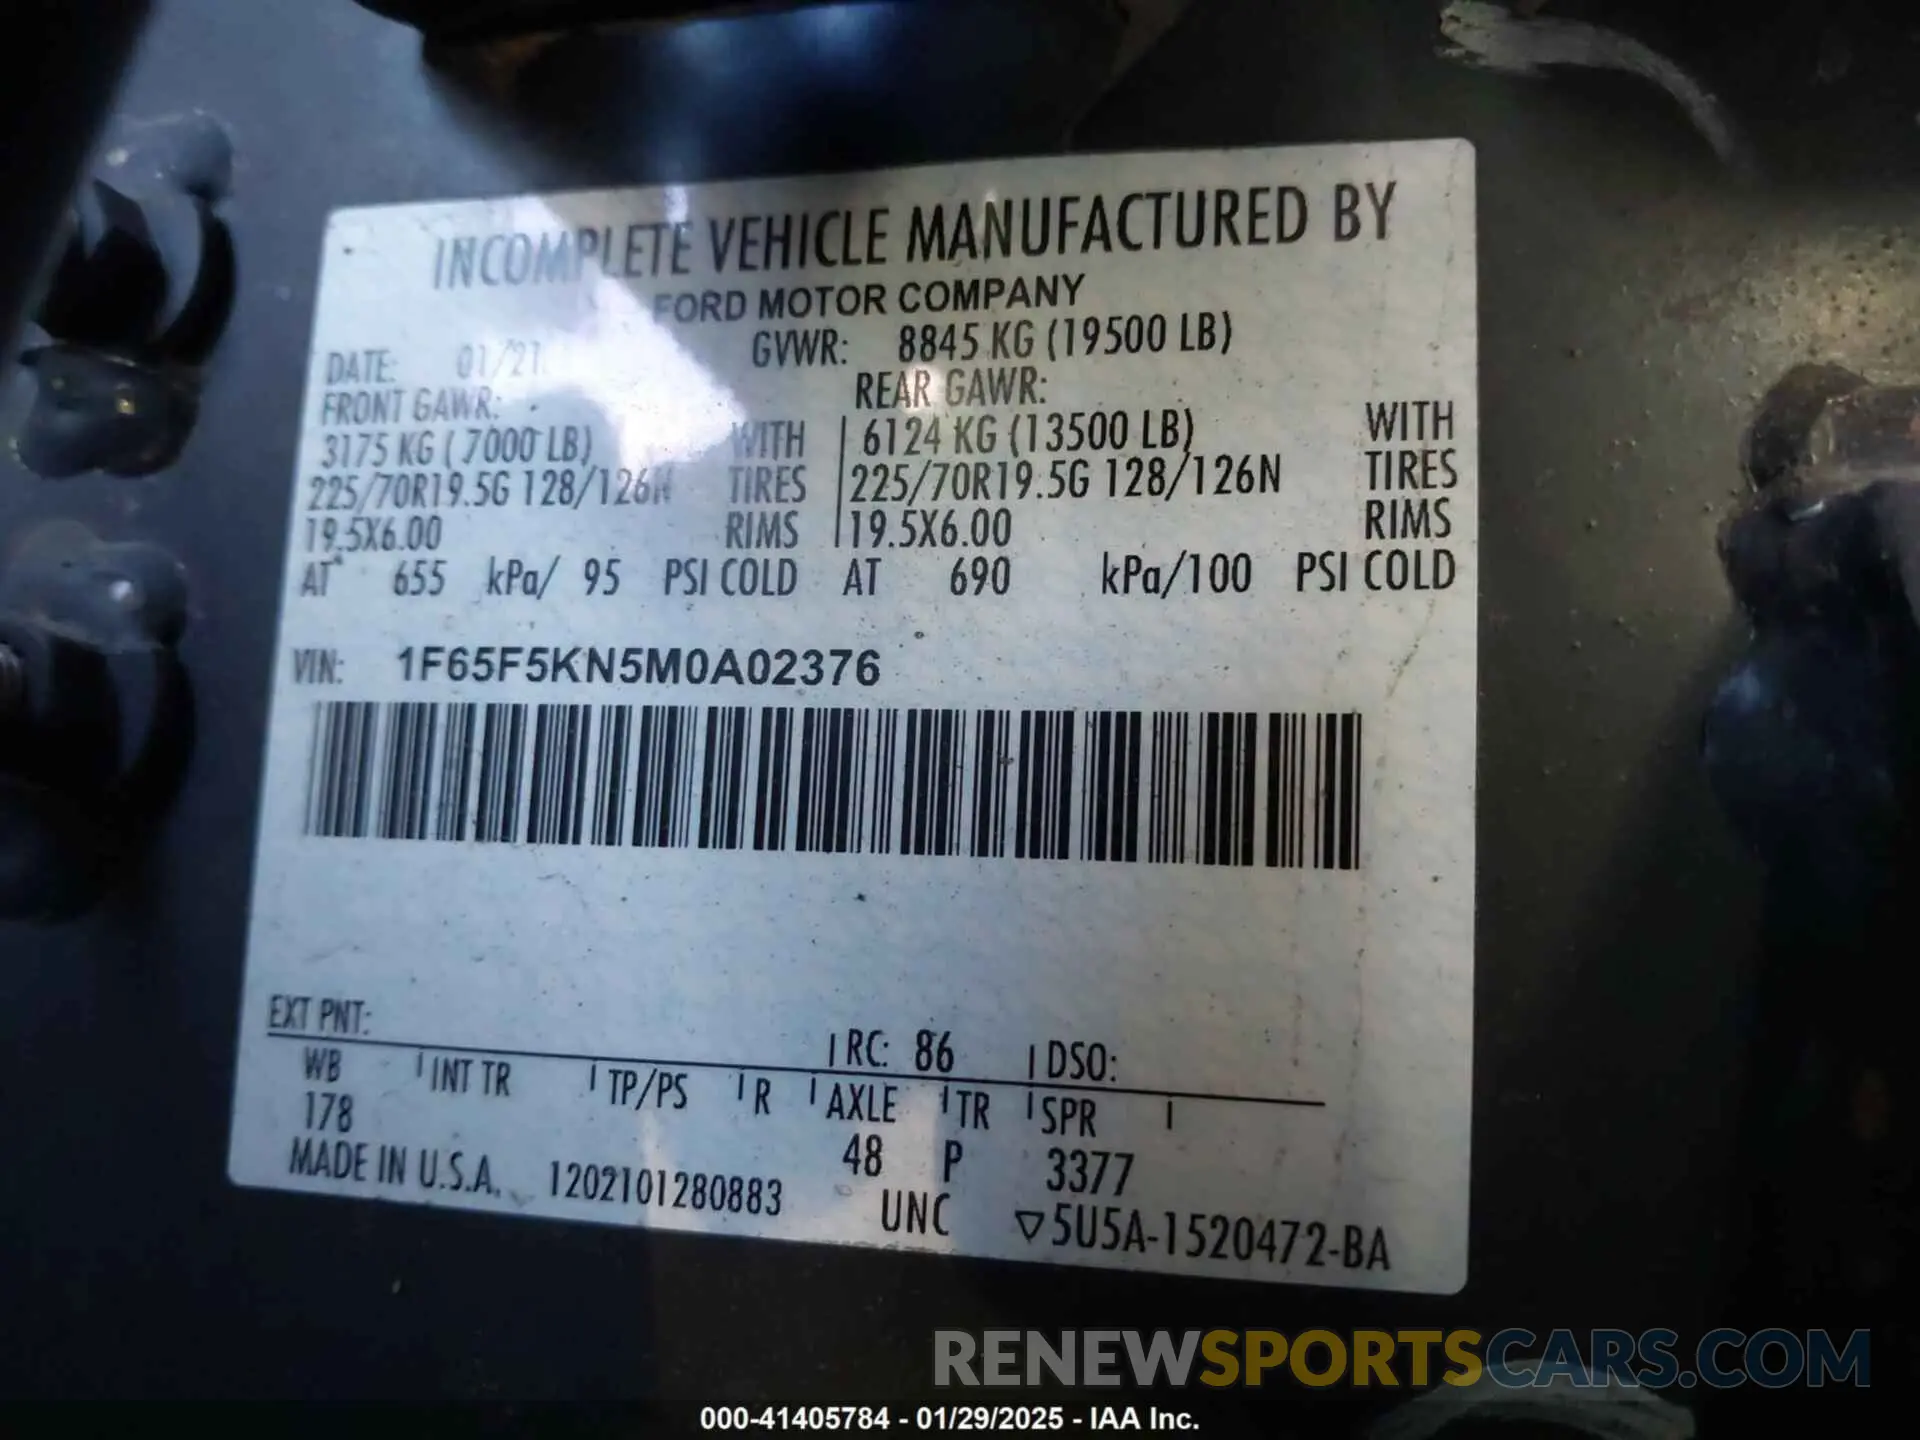 INCOMPLETE VEHICLE MANUFACTURED BY
FORD MOTOR COMPANY
DATE: 01/21 GVWR: 8845 KG (19500 LB)
FRONT GAWR: REAR GAWR:
3175 KG ( 7000 LB) WITH 6124 KG (13500 LB) WITH
225/70R19.5G 128/126N TIRES 225/70R19.5G 128/126N TIRES
19.5X6.00 RIMS 19.5X6.00 RIMS
AT 655 kPa/ 95 PSI COLD AT 690 kPa/100 PSI COLD
VIN: 1F65F5KN5M0A02376
EXT PNT: RC: 86 DSO:
WB INT TR TP/PS R AXLE TR SPR
178 48 P 3377
MADE IN U.S.A. 1202101280883 UNC ▽5U5A-1520472-BA
RENEWSPORTSCARS.COM
000-41405784 - 01/29/2025 - IAA Inc.